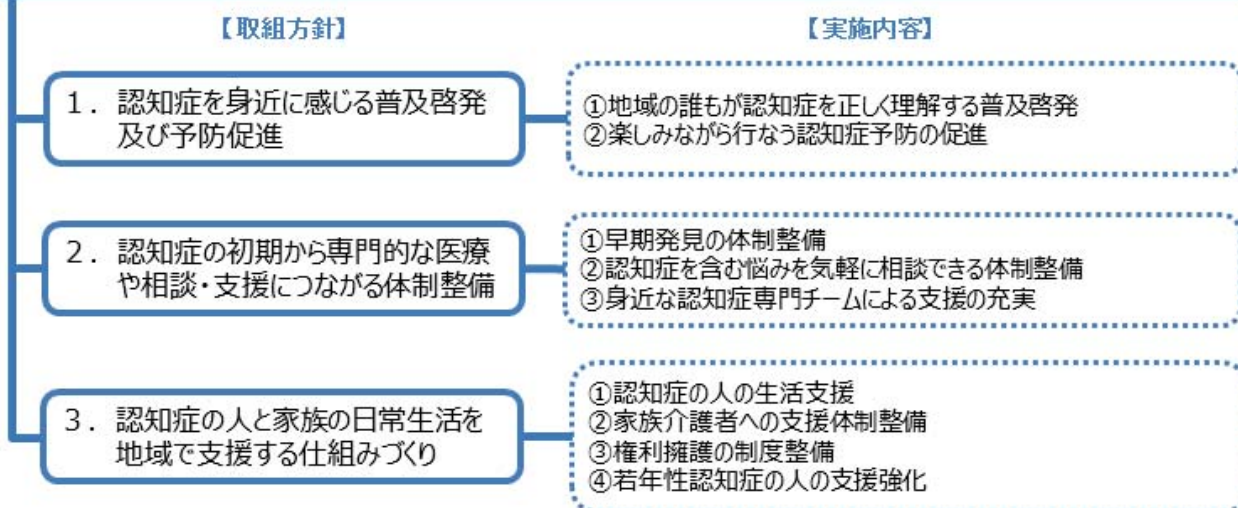 【取組方針】
【実施内容】
1．認知症を身近に感じる普及啓発
及び予防促進
①地域の誰もが認知症を正しく理解する普及啓発
②楽しみながら行なう認知症予防の促進
2．認知症の初期から専門的な医療
や相談・支援につながる体制整備
①早期発見の体制整備
②認知症を含む悩みを気軽に相談できる体制整備
③身近な認知症専門チームによる支援の充実
3．認知症の人と家族の日常生活を
地域で支援する仕組みづくり
①認知症の人の生活支援
②家族介護者への支援体制整備
③権利擁護の制度整備
④若年性認知症の人の支援強化